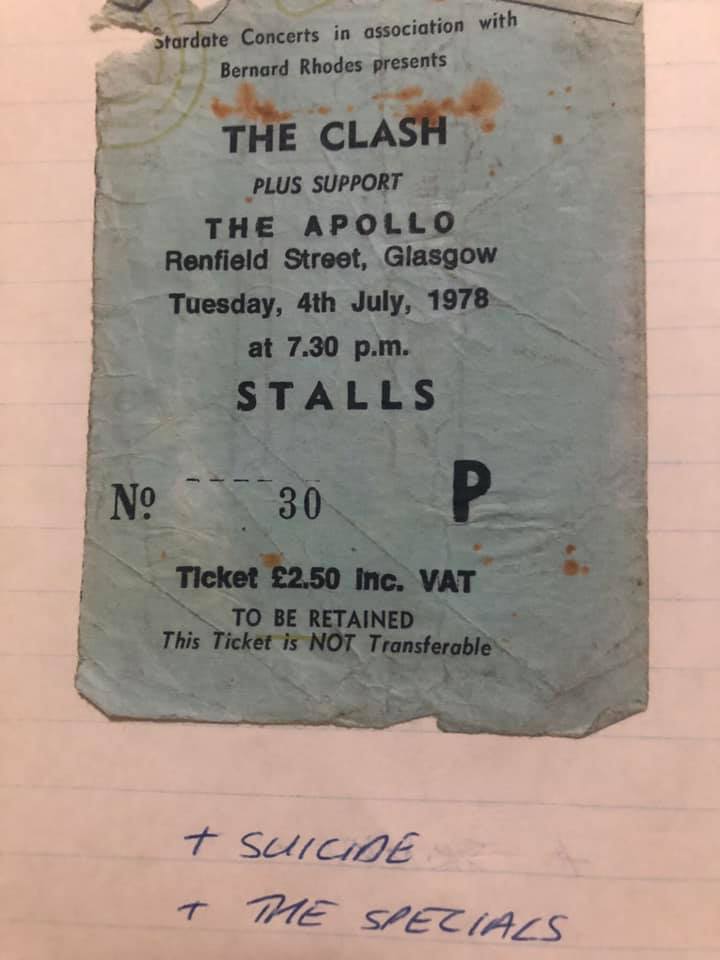 Stardate Concerts in association with
Bernard Rhodes presents
THE CLASH
PLUS SUPPORT
THE APOLLO
Renfield Street, Glasgow
Tuesday, 4th July, 1978
at 7.30 p.m.
STALLS
Nº 30 P
Ticket £2.50 inc. VAT
TO BE RETAINED
This Ticket is NOT Transferable
+ SUICIDE
+ THE SPECIALS